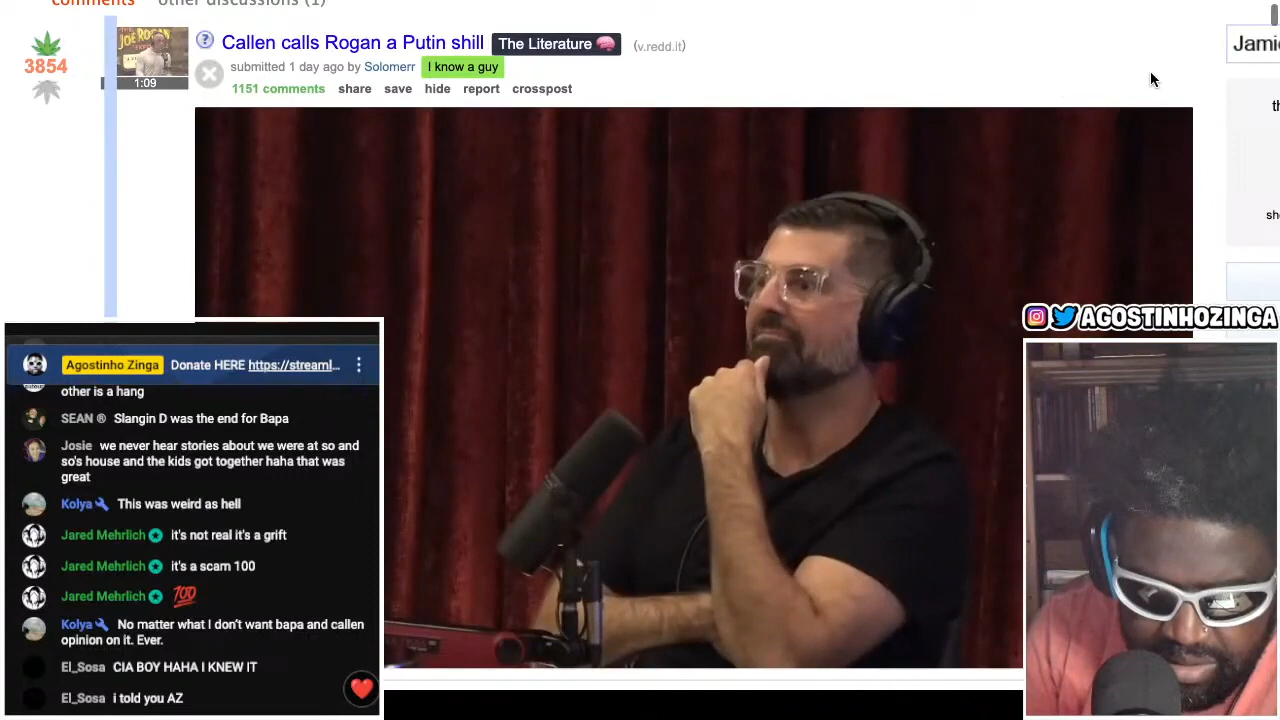 comments other discussions (1)
3854
JOE ROGAN
1:09
Callen calls Rogan a Putin shill The Literature 🧠 (v.redd.it)
submitted 1 day ago by Solomerr I know a guy
1151 comments share save hide report crosspost
Jamie
th
sh
AGOSTINHOZINGA
Agostinho Zinga Donate HERE https://streaml...
other is a hang
SEAN ® Slangin D was the end for Bapa
Josie we never hear stories about we were at so and
so's house and the kids got together haha that was
great
Kolya This was weird as hell
Jared Mehrlich it's not real it's a grift
Jared Mehrlich it's a scam 100
Jared Mehrlich 💯
Kolya No matter what I don't want bapa and callen
opinion on it. Ever.
El_Sosa CIA BOY HAHA I KNEW IT
El_Sosa i told you AZ